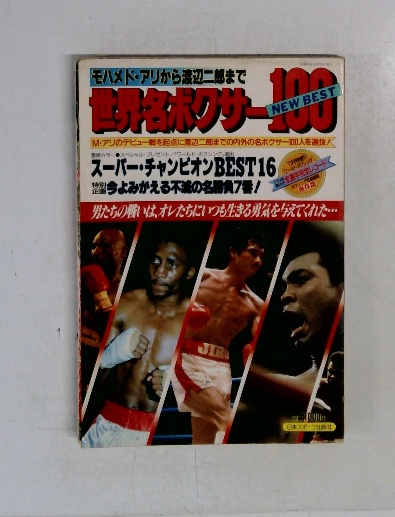 モハメド・アリから渡辺二郎まで
世界名ボクサー100
NEW BEST
M・アリのデビュー戦を起点に渡辺二郎までの内外の名ボクサー100人を選抜!
スーパー・チャンピオンBEST16
特別企画 今よみがえる不滅の名勝負7番!
男たちの戦いは、オレたちにいつも生きる勇気を与えてくれた…
JIRO
日本スポーツ出版社